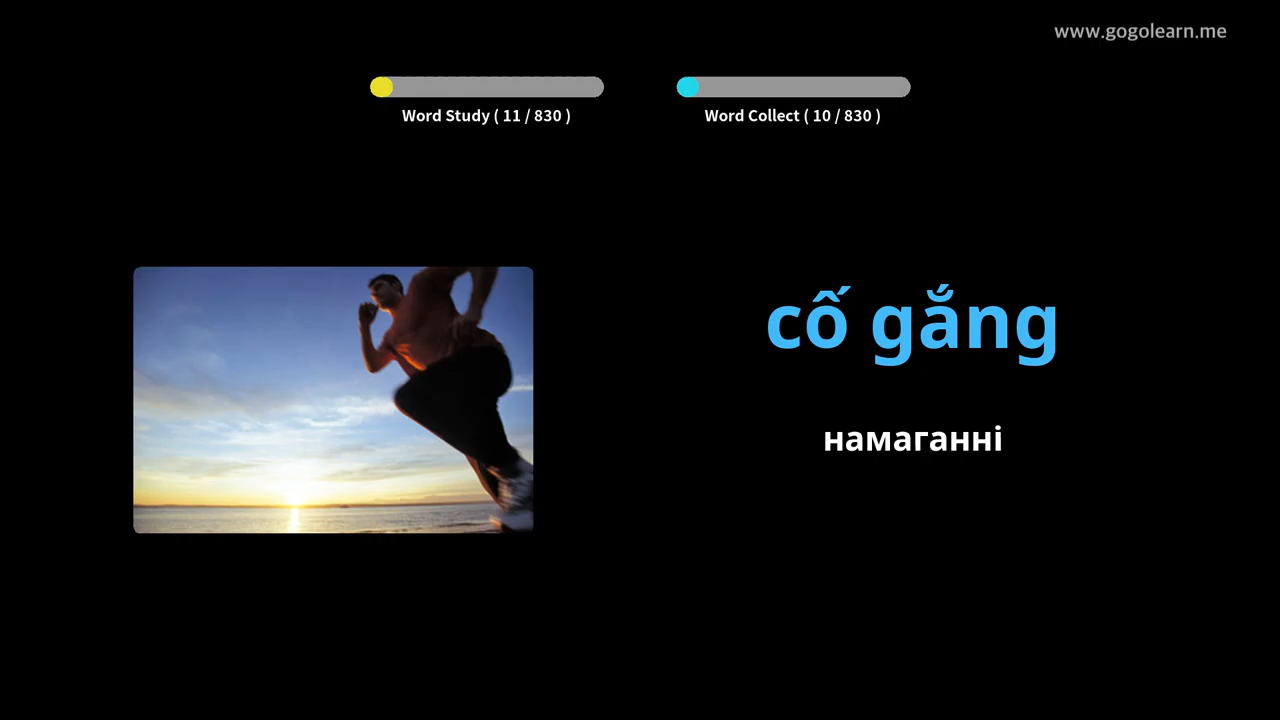 www.gogolearn.me
Word Study ( 11 / 830 )
Word Collect ( 10 / 830 )
cố gắng
намаганні